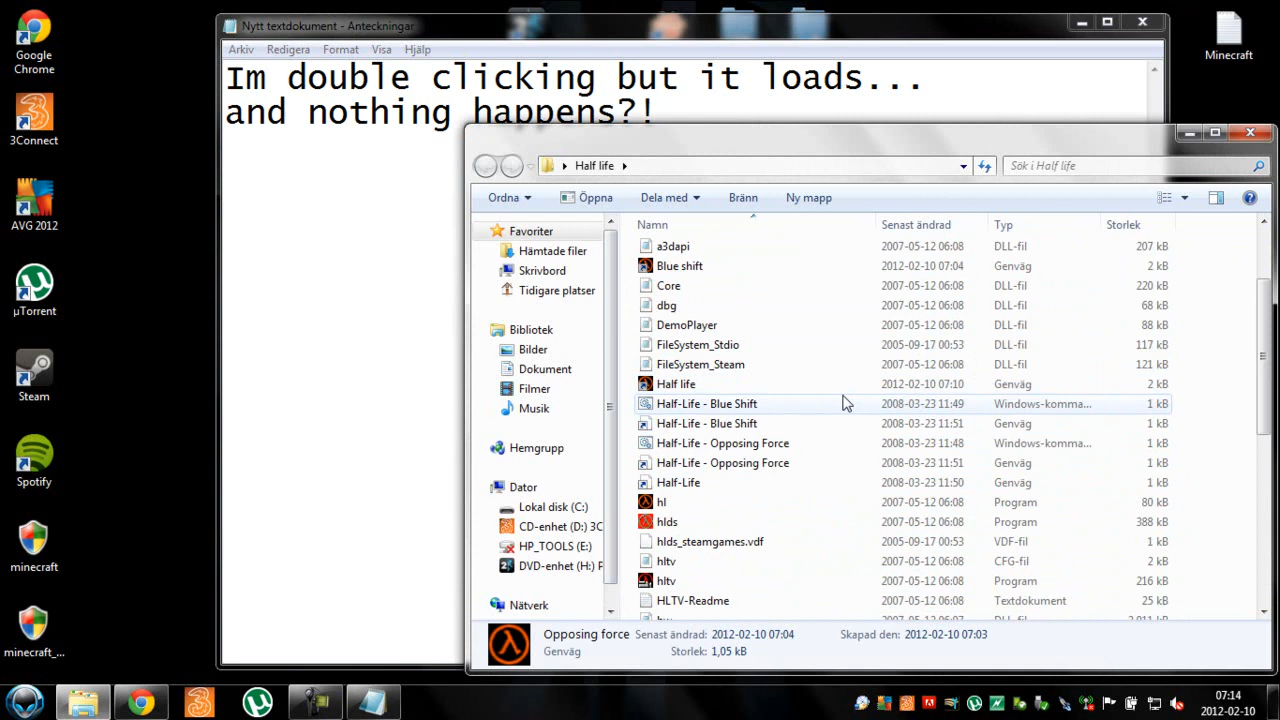 Google
Chrome
3Connect
AVG 2012
µTorrent
Steam
Spotify
minecraft
minecraft_...
Minecraft
Nytt textdokument - Anteckningar
Arkiv Redigera Format Visa Hjälp
Im double clicking but it loads...
and nothing happens?!
Half life
Sök i Half life
Ordna Öppna Dela med Bränn Ny mapp
Favoriter
Hämtade filer
Skrivbord
Tidigare platser
Bibliotek
Bilder
Dokument
Filmer
Musik
Hemgrupp
Dator
Lokal disk (C:)
CD-enhet (D:) 3C
HP_TOOLS (E:)
DVD-enhet (H:) P
Nätverk
Namn Senast ändrad Typ Storlek
a3dapi 2007-05-12 06:08 DLL-fil 207 kB
Blue shift 2012-02-10 07:04 Genväg 2 kB
Core 2007-05-12 06:08 DLL-fil 220 kB
dbg 2007-05-12 06:08 DLL-fil 68 kB
DemoPlayer 2007-05-12 06:08 DLL-fil 88 kB
FileSystem_Stdio 2005-09-17 00:53 DLL-fil 117 kB
FileSystem_Steam 2007-05-12 06:08 DLL-fil 121 kB
Half life 2012-02-10 07:10 Genväg 2 kB
Half-Life - Blue Shift 2008-03-23 11:49 Windows-komma... 1 kB
Half-Life - Blue Shift 2008-03-23 11:51 Genväg 1 kB
Half-Life - Opposing Force 2008-03-23 11:48 Windows-komma... 1 kB
Half-Life - Opposing Force 2008-03-23 11:51 Genväg 1 kB
Half-Life 2008-03-23 11:50 Genväg 1 kB
hl 2007-05-12 06:08 Program 80 kB
hlds 2007-05-12 06:08 Program 388 kB
hlds_steamgames.vdf 2005-09-17 00:53 VDF-fil 1 kB
hltv 2007-05-12 06:08 CFG-fil 2 kB
hltv 2007-05-12 06:08 Program 216 kB
HLTV-Readme 2007-05-12 06:08 Textdokument 25 kB
Opposing force Senast ändrad: 2012-02-10 07:04 Skapad den: 2012-02-10 07:03
Genväg Storlek: 1,05 kB
07:14
2012-02-10